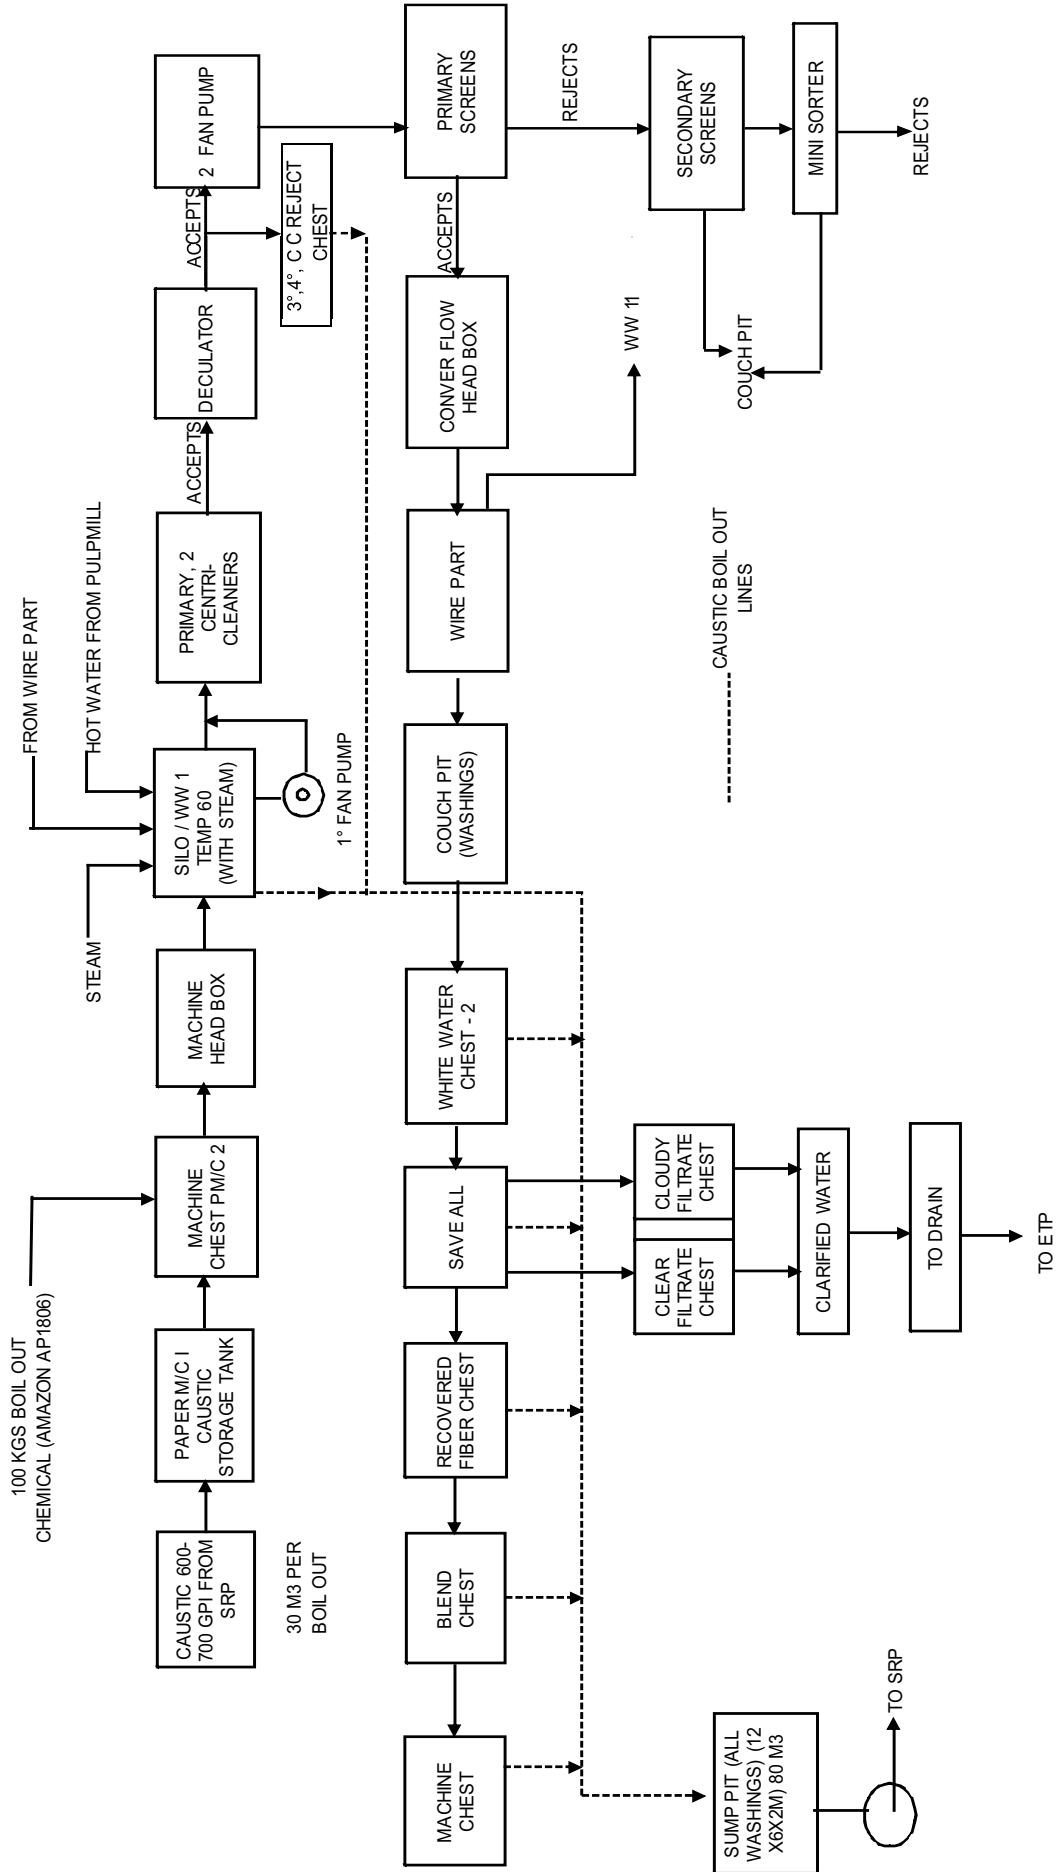 100 KGS BOIL OUT
CHEMICAL (AMAZON AP1806)
STEAM
FROM WIRE PART
HOT WATER FROM PULPMILL
CAUSTIC 600-
700 GPI FROM
SRP
30 M3 PER
BOIL OUT
PAPER M/C I
CAUSTIC
STORAGE TANK
MACHINE
CHEST PM/C 2
MACHINE
HEAD BOX
SILO / WW 1
TEMP 60
(WITH STEAM)
1° FAN PUMP
PRIMARY, 2
CENTRI-
CLEANERS
ACCEPTS
DECULATOR
ACCEPTS
2 FAN PUMP
3°,4°, C C REJECT
CHEST
MACHINE
CHEST
BLEND
CHEST
RECOVERED
FIBER CHEST
SAVE ALL
WHITE WATER
CHEST - 2
COUCH PIT
(WASHINGS)
WIRE PART
CONVER FLOW
HEAD BOX
ACCEPTS
PRIMARY
SCREENS
REJECTS
WW 11
SECONDARY
SCREENS
MINI SORTER
REJECTS
COUCH PIT
CAUSTIC BOIL OUT
LINES
CLEAR
FILTRATE
CHEST
CLOUDY
FILTRATE
CHEST
CLARIFIED WATER
TO DRAIN
TO ETP
SUMP PIT (ALL
WASHINGS) (12
X6X2M) 80 M3
TO SRP